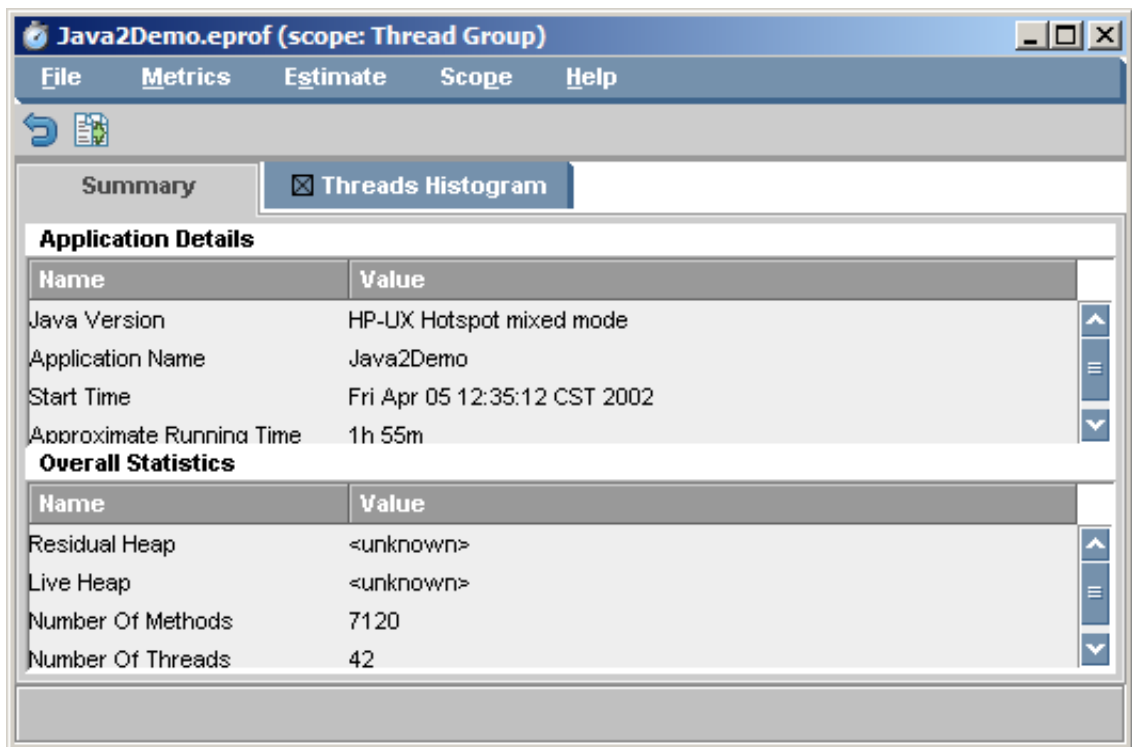 Java2Demo.eprof (scope: Thread Group)
File Metrics Estimate Scope Help
Summary Threads Histogram
Application Details
Name Value
Java Version HP-UX Hotspot mixed mode
Application Name Java2Demo
Start Time Fri Apr 05 12:35:12 CST 2002
Approximate Running Time 1h 55m
Overall Statistics
Name Value
Residual Heap <unknown>
Live Heap <unknown>
Number Of Methods 7120
Number Of Threads 42